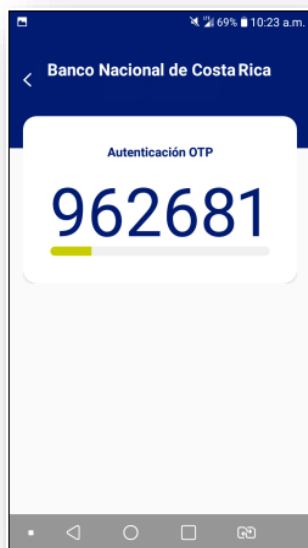 69% 10:23 a.m.
Banco Nacional de Costa Rica
Autenticación OTP
962681